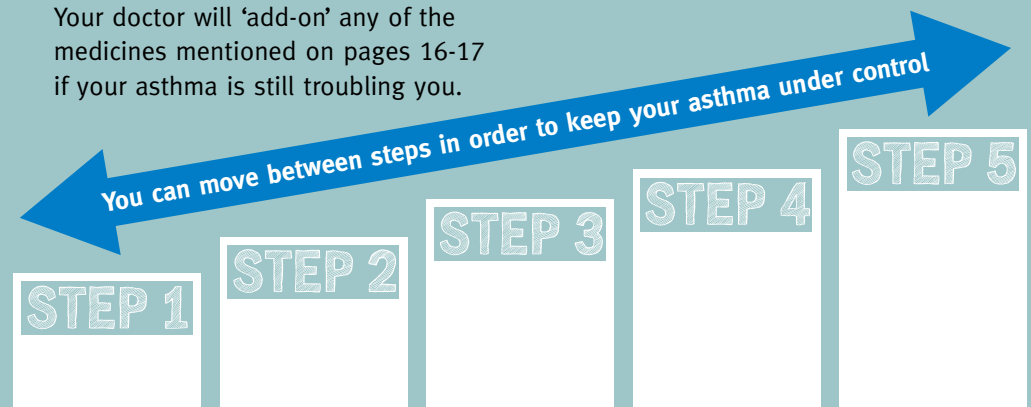 Your doctor will ‘add-on’ any of the
medicines mentioned on pages 16-17
if your asthma is still troubling you.
You can move between steps in order to keep your asthma under control
STEP 1
STEP 2
STEP 3
STEP 4
STEP 5